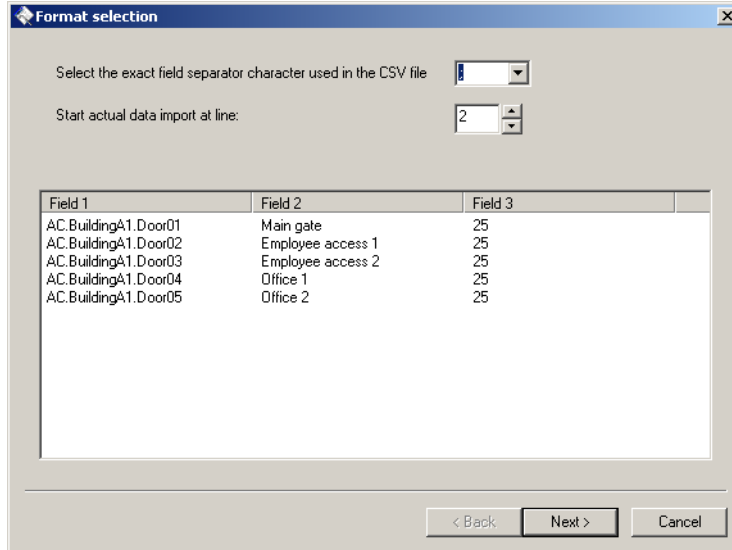 Format selection
Select the exact field separator character used in the CSV file
Start actual data import at line: 2
Field 1 Field 2 Field 3
AC.BuildingA1.Door01 Main gate 25
AC.BuildingA1.Door02 Employee access 1 25
AC.BuildingA1.Door03 Employee access 2 25
AC.BuildingA1.Door04 Office 1 25
AC.BuildingA1.Door05 Office 2 25
< Back Next > Cancel